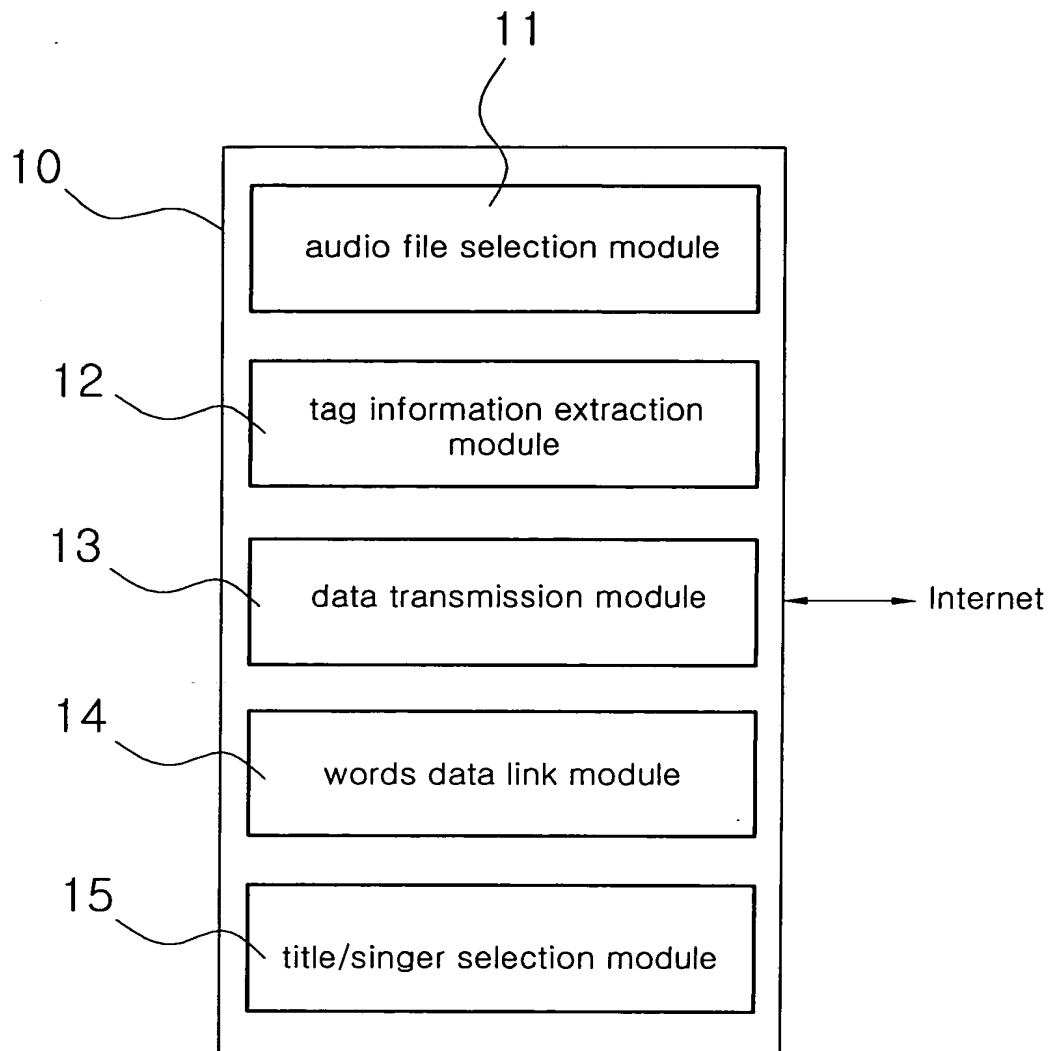 11
10
audio file selection module
12
tag information extraction
module
13
data transmission module
Internet
14
words data link module
15
title/singer selection module